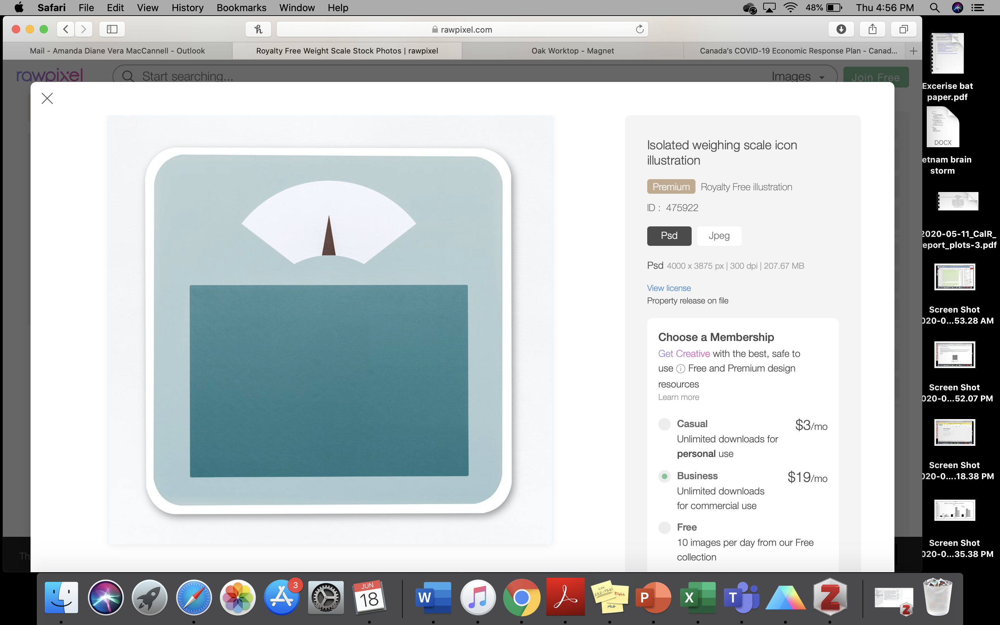 Safari File Edit View History Bookmarks Window Help
48% Thu 4:56 PM
rawpixel.com
Mail - Amanda Diane Vera MacCannell - Outlook
Royalty Free Weight Scale Stock Photos | rawpixel
Oak Worktop - Magnet
Canada's COVID-19 Economic Response Plan - Canad...
rawpixel
Start searching...
Images
Join Free
Isolated weighing scale icon
illustration
Premium Royalty Free illustration
ID : 475922
Psd Jpeg
Psd 4000 x 3875 px | 300 dpi | 207.67 MB
View license
Property release on file
Choose a Membership
Get Creative with the best, safe to
use i Free and Premium design
resources
Learn more
Casual $3/mo
Unlimited downloads for
personal use
Business $19/mo
Unlimited downloads
for commercial use
Free
10 images per day from our Free
collection
Th
Excerise bat
paper.pdf
DOCX
etnam brain
storm
2020-05-11_CalR_
eport_plots-3.pdf
Screen Shot
020-0...53.28 AM
Screen Shot
020-0...52.07 PM
Screen Shot
020-0....18.38 PM
Screen Shot
020-0...35.38 PM
3
JUN
18
W
Lou
555-7361
EGGS
MILK
P
X
T
Z
Z